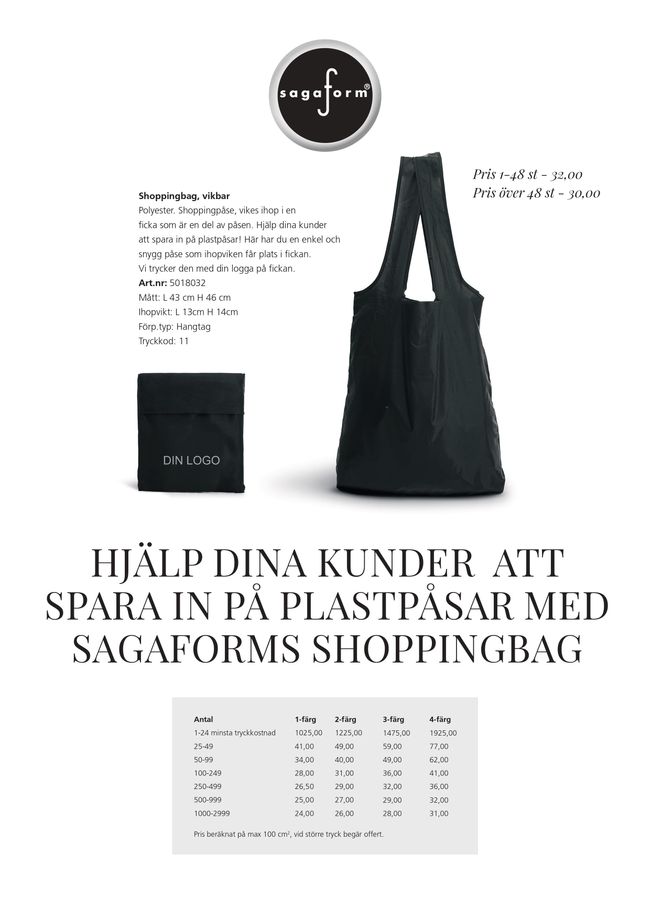 sagaform®
Pris 1-48 st - 32,00
Pris över 48 st - 30,00
Shoppingbag, vikbar
Polyester. Shoppingpåse, vikes ihop i en
ficka som är en del av påsen. Hjälp dina kunder
att spara in på plastpåsar! Här har du en enkel och
snygg påse som ihopviken får plats i fickan.
Vi trycker den med din logga på fickan.
Art.nr: 5018032
Mått: L 43 cm H 46 cm
Ihopvikt: L 13cm H 14cm
Förp.typ: Hangtag
Tryckkod: 11
DIN LOGO
HJÄLP DINA KUNDER ATT
SPARA IN PÅ PLASTPÅSAR MED
SAGAFORMS SHOPPINGBAG
Antal 1-färg 2-färg 3-färg 4-färg
1-24 minsta tryckkostnad 1025,00 1225,00 1475,00 1925,00
25-49 41,00 49,00 59,00 77,00
50-99 34,00 40,00 49,00 62,00
100-249 28,00 31,00 36,00 41,00
250-499 26,50 29,00 32,00 36,00
500-999 25,00 27,00 29,00 32,00
1000-2999 24,00 26,00 28,00 31,00
Pris beräknat på max 100 cm², vid större tryck begär offert.